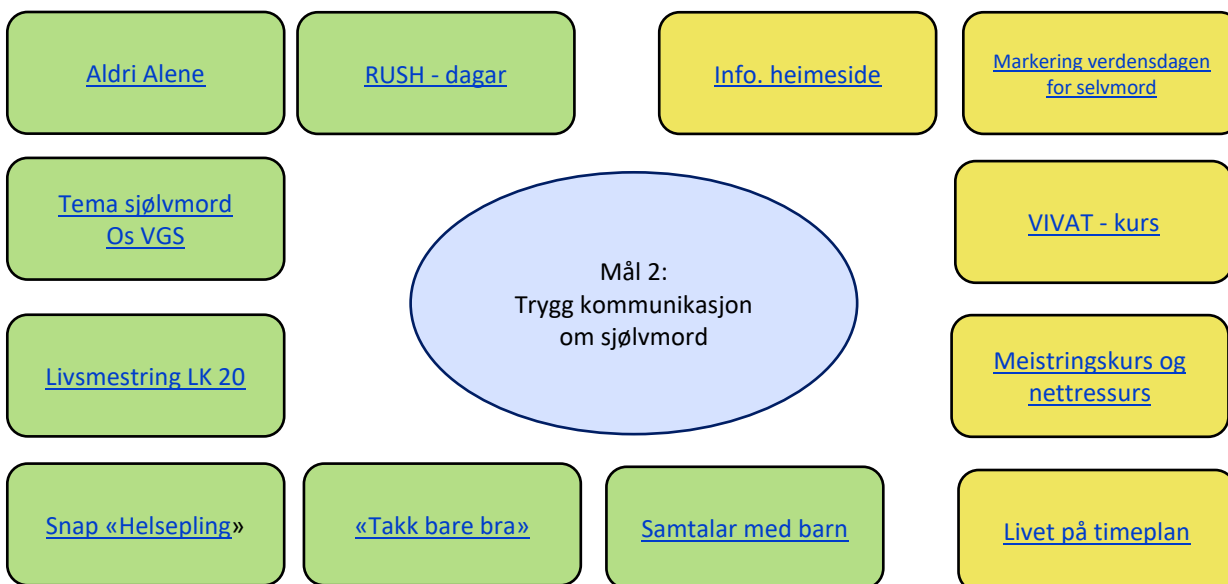 Aldri Alene
RUSH - dagar
Info. heimeside
Markering verdensdagen
for selvmord
Tema sjølvmord
Os VGS
VIVAT - kurs
Mål 2:
Trygg kommunikasjon
om sjølvmord
Livsmestring LK 20
Meistringskurs og
nettressurs
Snap «Helsepling»
«Takk bare bra»
Samtalar med barn
Livet på timeplan